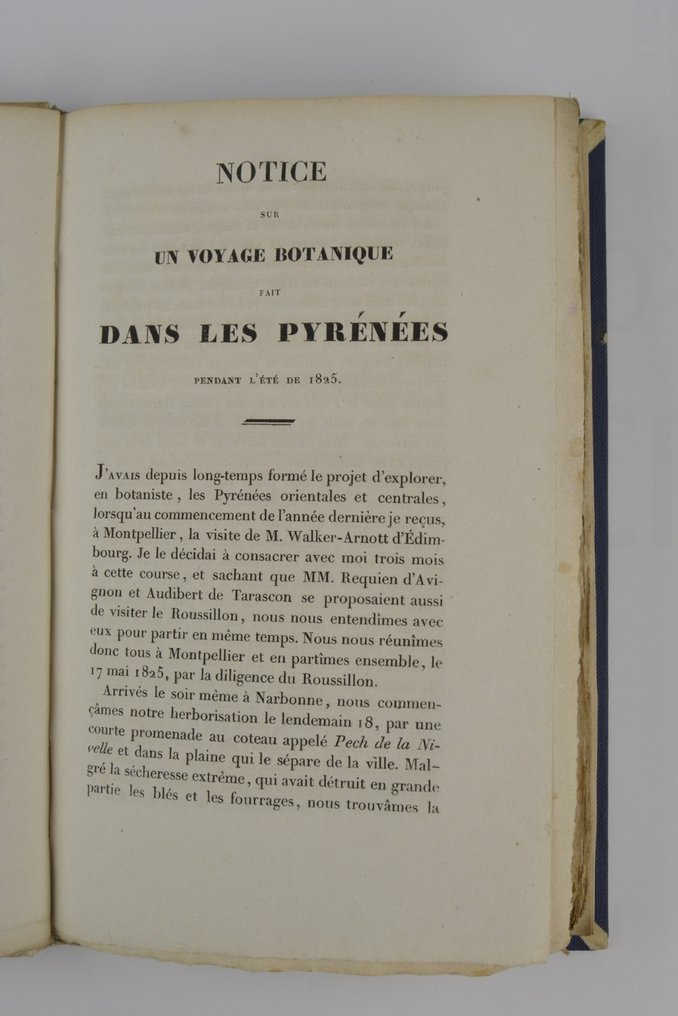 NOTICE
SUR
UN VOYAGE BOTANIQUE
FAIT
DANS LES PYRÉNÉES
PENDANT L'ÉTÉ DE 1825.
J'AVAIS depuis long-temps formé le projet d'explorer,
en botaniste, les Pyrénées orientales et centrales,
lorsqu'au commencement de l'année dernière je reçus,
à Montpellier, la visite de M. Walker-Arnott d'Édim-
bourg. Je le décidai à consacrer avec moi trois mois
à cette course, et sachant que MM. Requien d'Avi-
gnon et Audibert de Tarascon se proposaient aussi
de visiter le Roussillon, nous nous entendîmes avec
eux pour partir en même temps. Nous nous réunîmes
donc tous à Montpellier et en partîmes ensemble, le
17 mai 1825, par la diligence du Roussillon.
Arrivés le soir même à Narbonne, nous commen-
çâmes notre herborisation le lendemain 18, par une
courte promenade au coteau appelé Pech de la Ni-
velle et dans la plaine qui le sépare de la ville. Mal-
gré la sécheresse extrême, qui avait détruit en grande
partie les blés et les fourrages, nous trouvâmes la